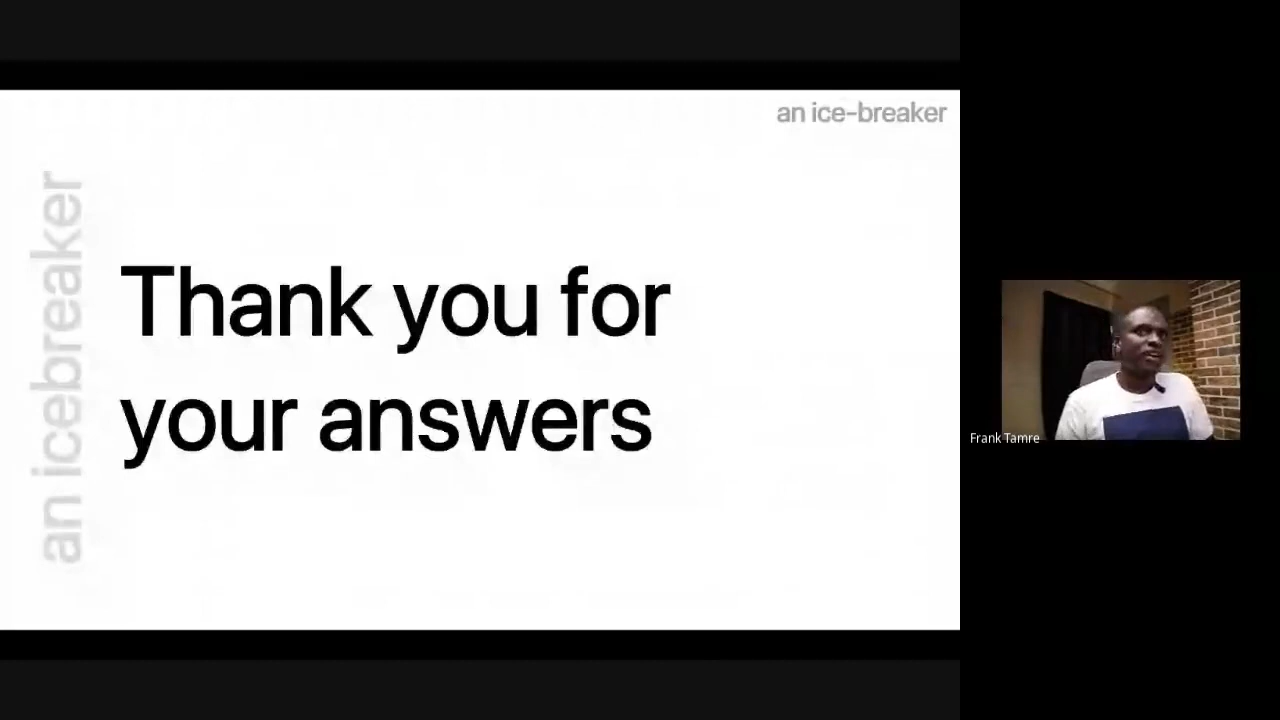 an ice-breaker
an icebreaker
Thank you for
your answers
Frank Tamre